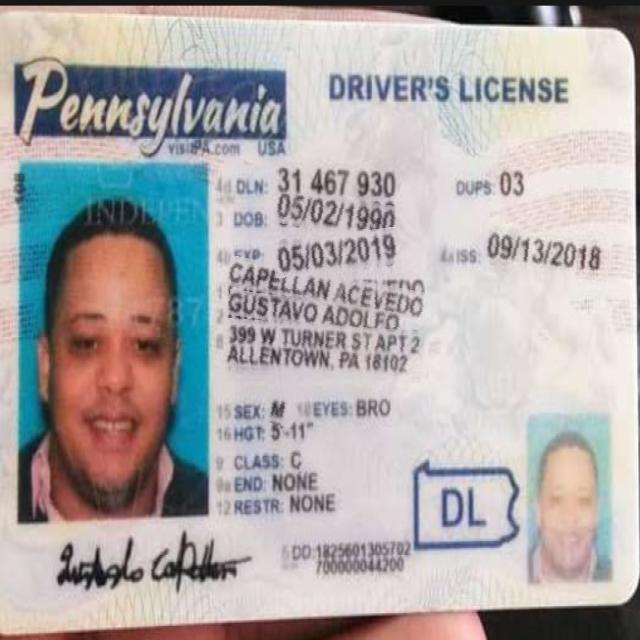 Pennsylvania
visitPA.com USA
DRIVER'S LICENSE
4d DLN: 31 467 930
DUPS: 03
3 DOB: 05/02/1990
4b EXP: 05/03/2019
4a ISS: 09/13/2018
1 CAPELLAN ACEVEDO
2 GUSTAVO ADOLFO
8 399 W TURNER ST APT 2
ALLENTOWN, PA 18102
15 SEX: M 18 EYES: BRO
16 HGT: 5'-11"
9 CLASS: C
9a END: NONE
12 RESTR: NONE
DL
5 DD: 1825601305702
700000044200